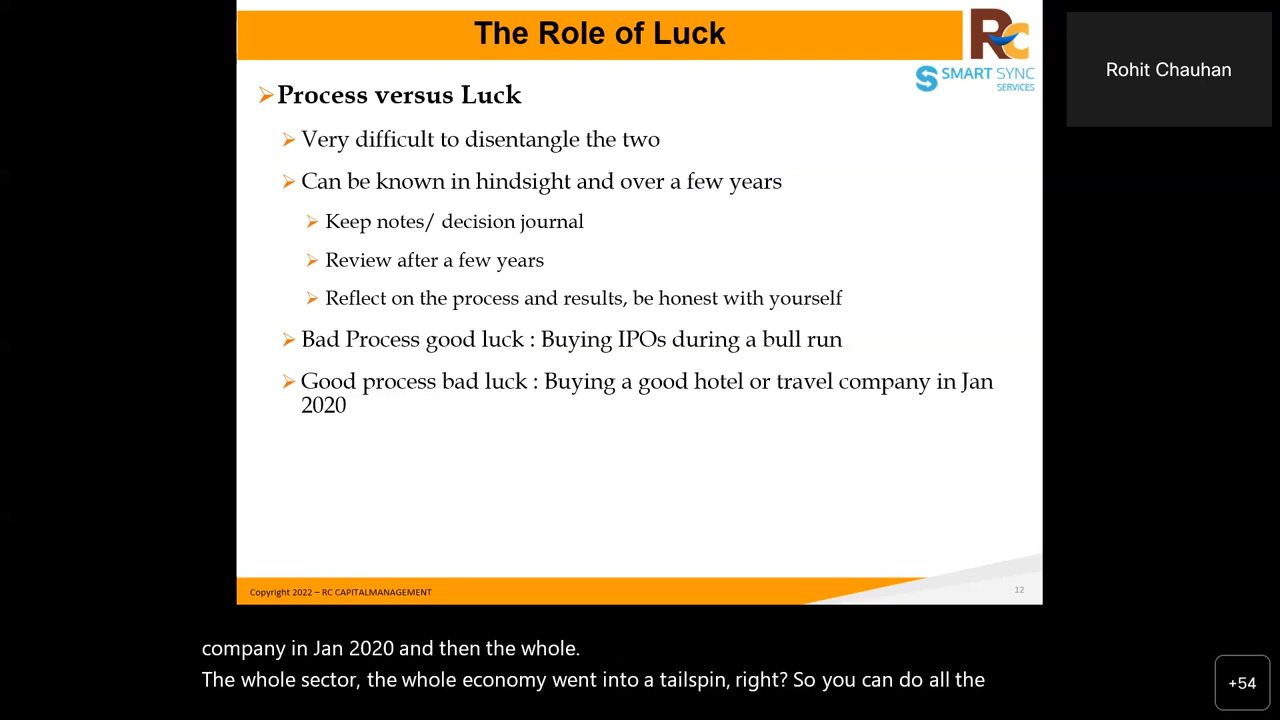 The Role of Luck
Rc
SMART SYNC
SERVICES
Rohit Chauhan
Process versus Luck
Very difficult to disentangle the two
Can be known in hindsight and over a few years
Keep notes/ decision journal
Review after a few years
Reflect on the process and results, be honest with yourself
Bad Process good luck : Buying IPOs during a bull run
Good process bad luck : Buying a good hotel or travel company in Jan
2020
Copyright 2022 – RC CAPITALMANAGEMENT
12
company in Jan 2020 and then the whole.
The whole sector, the whole economy went into a tailspin, right? So you can do all the
+54